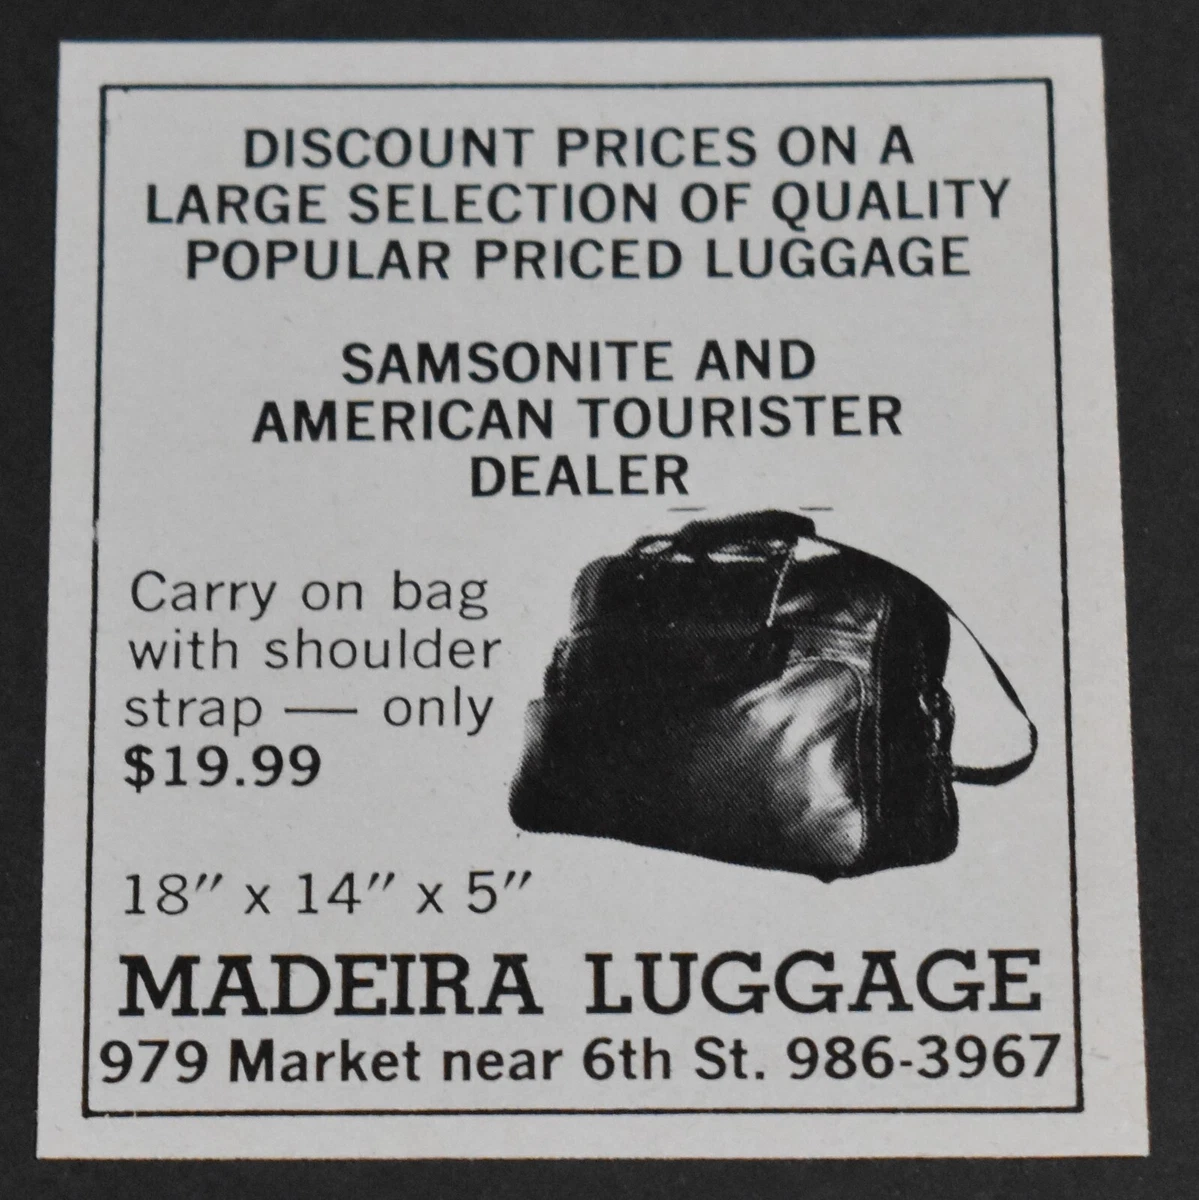 DISCOUNT PRICES ON A
LARGE SELECTION OF QUALITY
POPULAR PRICED LUGGAGE
SAMSONITE AND
AMERICAN TOURISTER
DEALER
Carry on bag
with shoulder
strap — only
$19.99
18" x 14" x 5"
MADEIRA LUGGAGE
979 Market near 6th St. 986-3967